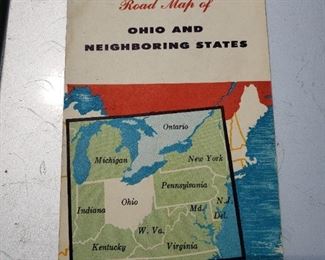 Road Map of
OHIO AND
NEIGHBORING STATES
Ontario
Michigan
New York
Pennsylvania
Indiana
Ohio
N.J.
Md.
Del.
W. Va.
Kentucky
Virginia